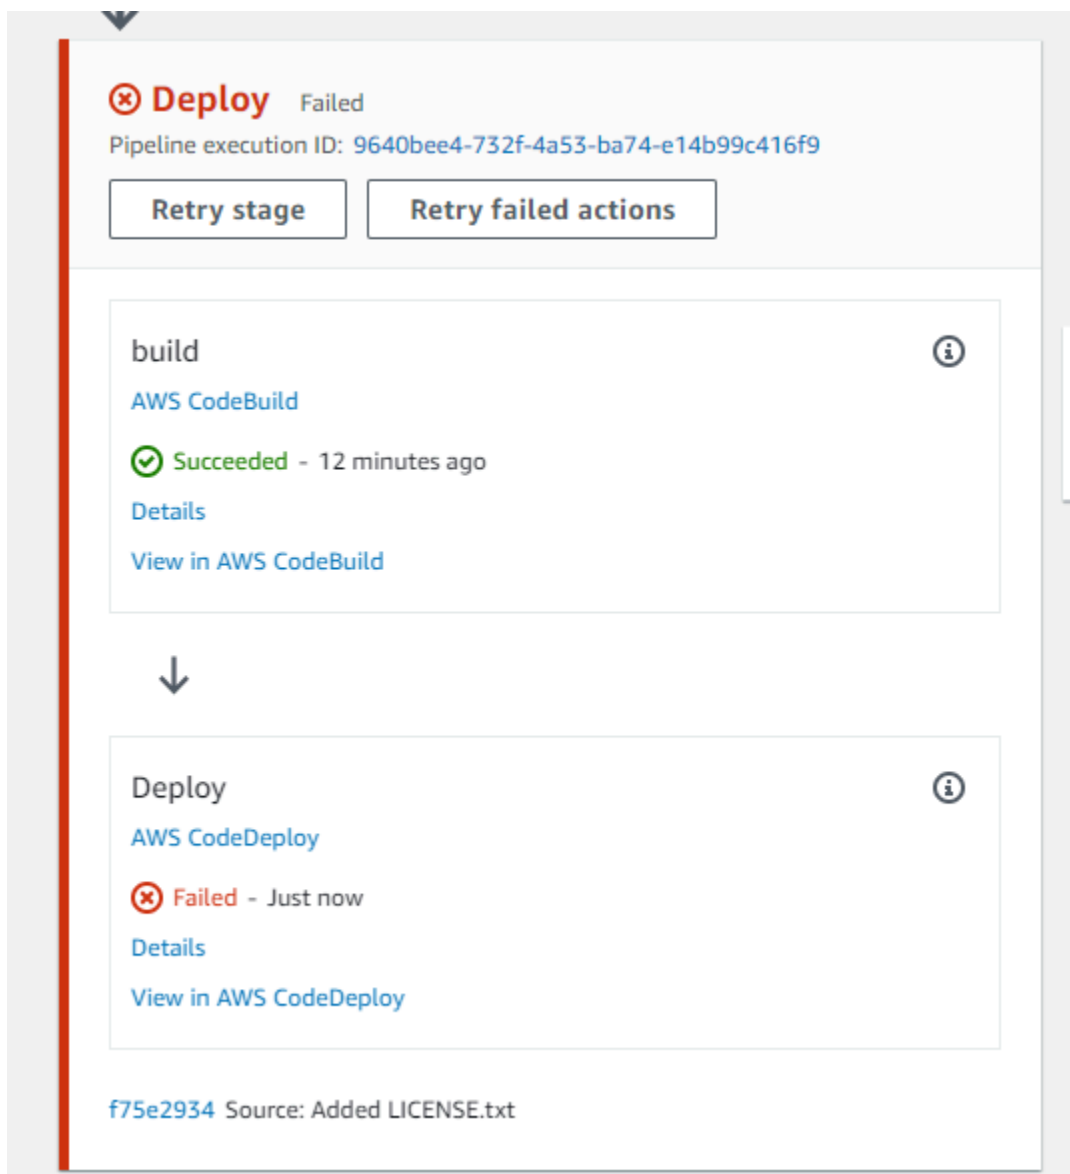 Deploy Failed
Pipeline execution ID: 9640bee4-732f-4a53-ba74-e14b99c416f9
Retry stage Retry failed actions
build
AWS CodeBuild
Succeeded - 12 minutes ago
Details
View in AWS CodeBuild
Deploy
AWS CodeDeploy
Failed - Just now
Details
View in AWS CodeDeploy
f75e2934 Source: Added LICENSE.txt